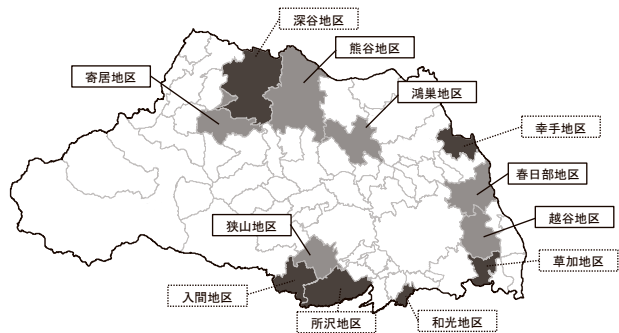 深谷地区
熊谷地区
寄居地区
鴻巣地区
幸手地区
春日部地区
狭山地区
越谷地区
草加地区
入間地区
所沢地区
和光地区